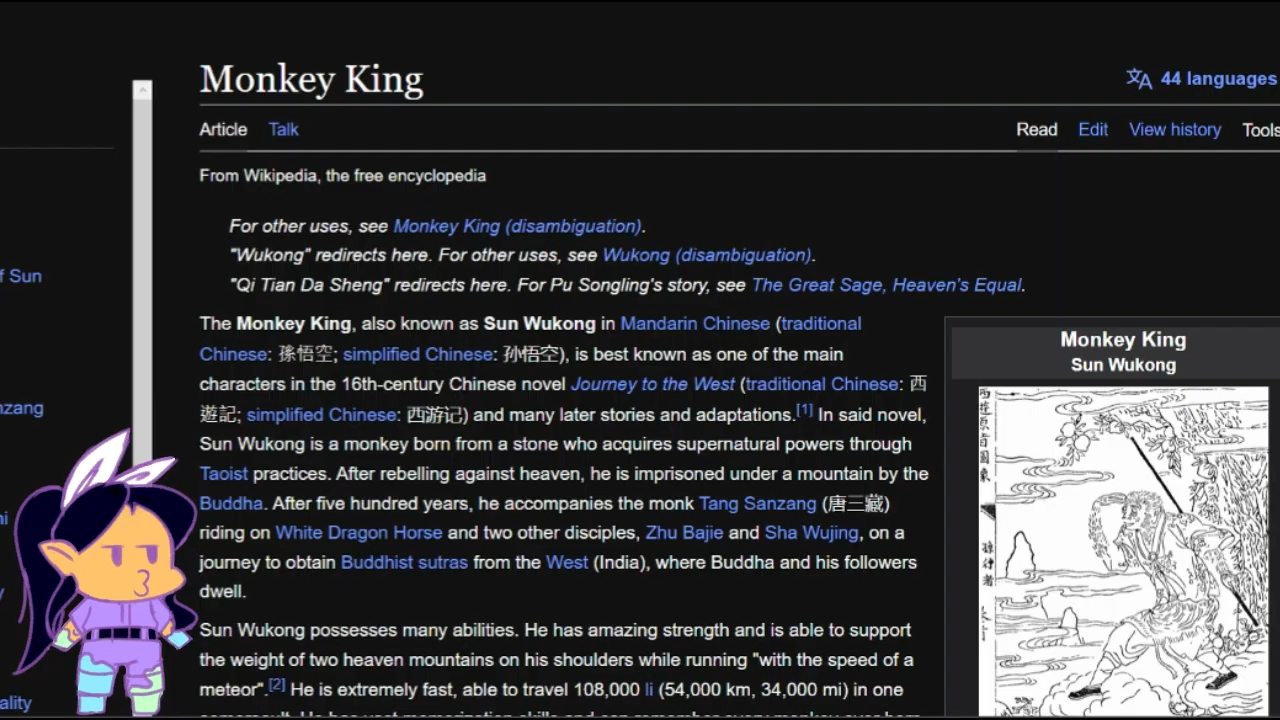 Monkey King
44 languages
Article Talk
Read Edit View history Tools
From Wikipedia, the free encyclopedia
For other uses, see Monkey King (disambiguation).
"Wukong" redirects here. For other uses, see Wukong (disambiguation).
"Qi Tian Da Sheng" redirects here. For Pu Songling's story, see The Great Sage, Heaven's Equal.
The Monkey King, also known as Sun Wukong in Mandarin Chinese (traditional
Chinese: 孫悟空; simplified Chinese: 孙悟空), is best known as one of the main
characters in the 16th-century Chinese novel Journey to the West (traditional Chinese: 西
遊記; simplified Chinese: 西游记) and many later stories and adaptations.[1] In said novel,
Sun Wukong is a monkey born from a stone who acquires supernatural powers through
Taoist practices. After rebelling against heaven, he is imprisoned under a mountain by the
Buddha. After five hundred years, he accompanies the monk Tang Sanzang (唐三藏)
riding on White Dragon Horse and two other disciples, Zhu Bajie and Sha Wujing, on a
journey to obtain Buddhist sutras from the West (India), where Buddha and his followers
dwell.
Sun Wukong possesses many abilities. He has amazing strength and is able to support
the weight of two heaven mountains on his shoulders while running "with the speed of a
meteor".[2] He is extremely fast, able to travel 108,000 li (54,000 km, 34,000 mi) in one
Monkey King
Sun Wukong
孫行者
f Sun
nzang
ality